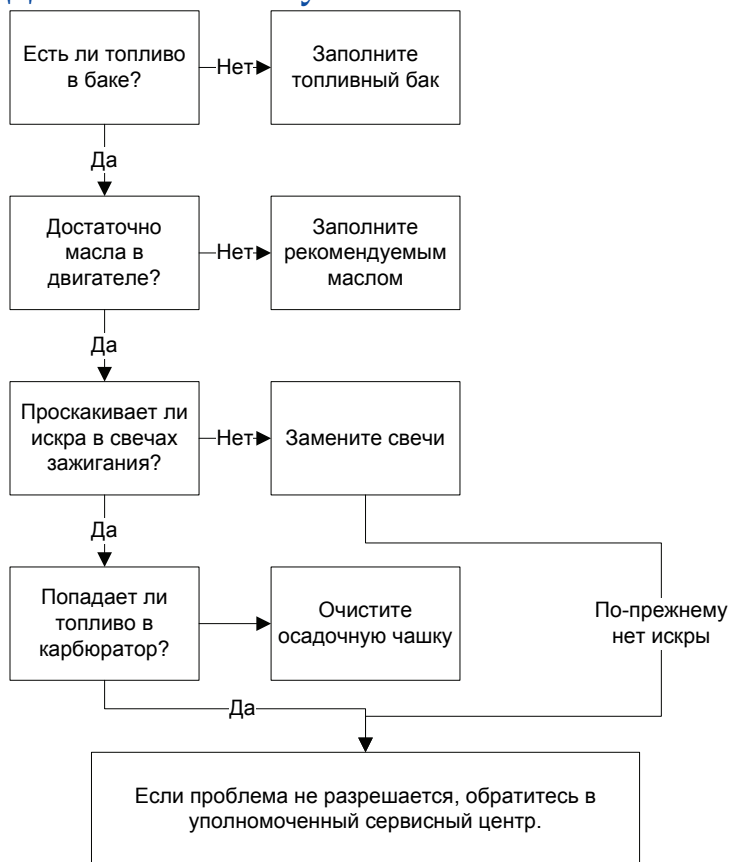 Есть ли топливо
в баке?
Нет
Заполните
топливный бак
Да
Достаточно
масла в
двигателе?
Нет
Заполните
рекомендуемым
маслом
Да
Проскакивает ли
искра в свечах
зажигания?
Нет
Замените свечи
Да
Попадает ли
топливо в
карбюратор?
Очистите
осадочную чашку
По-прежнему
нет искры
Да
Если проблема не разрешается, обратитесь в
уполномоченный сервисный центр.